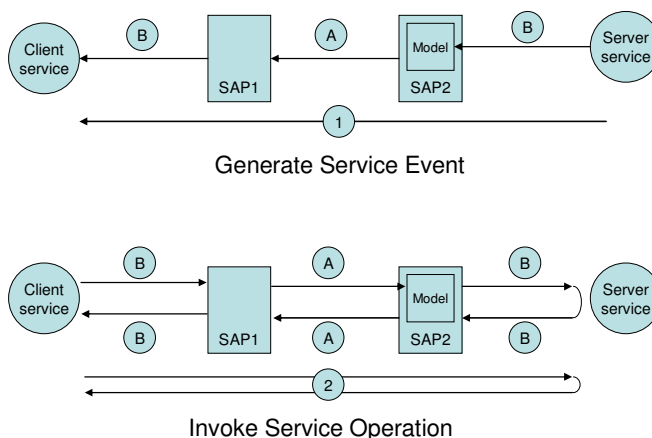 B
A
B
Client
service
Model
Server
service
SAP1
SAP2
1
Generate Service Event
B
A
B
Client
service
Model
Server
service
SAP1
SAP2
B
A
B
2
Invoke Service Operation